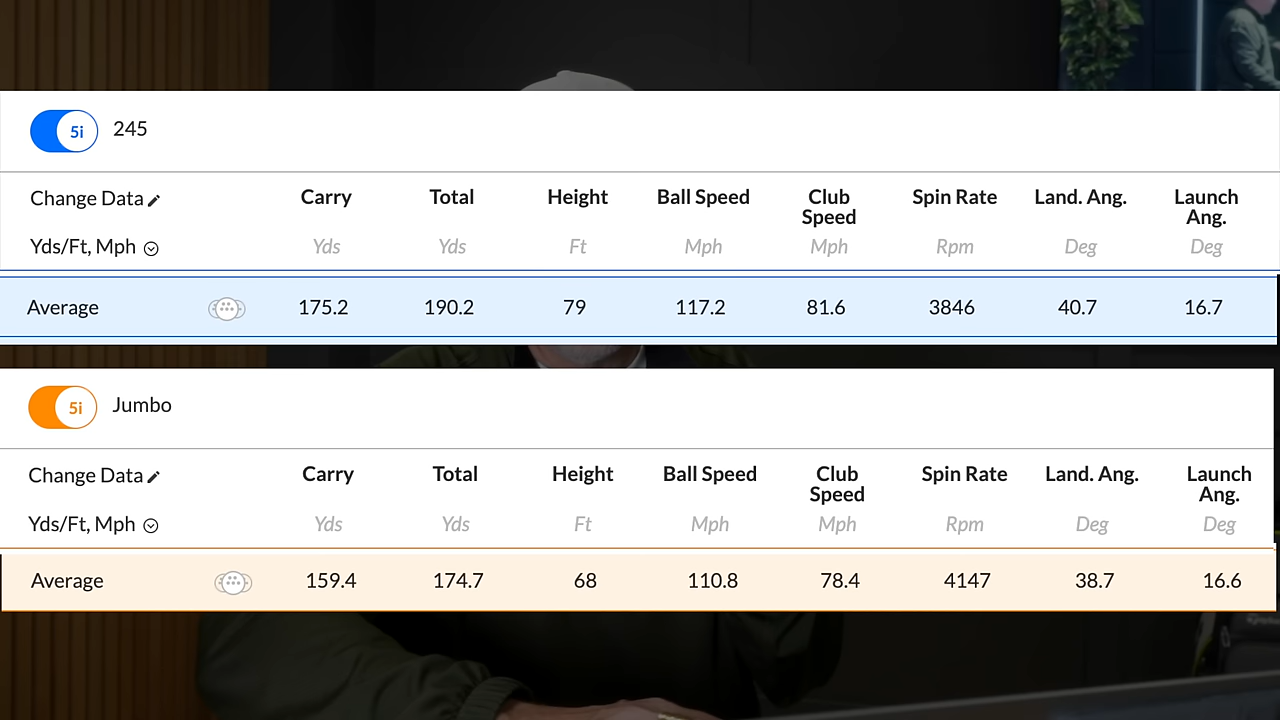 5i 245
Change Data Carry Total Height Ball Speed Club Speed Spin Rate Land. Ang. Launch Ang.
Yds/Ft, Mph Yds Yds Ft Mph Mph Rpm Deg Deg
Average 175.2 190.2 79 117.2 81.6 3846 40.7 16.7
5i Jumbo
Change Data Carry Total Height Ball Speed Club Speed Spin Rate Land. Ang. Launch Ang.
Yds/Ft, Mph Yds Yds Ft Mph Mph Rpm Deg Deg
Average 159.4 174.7 68 110.8 78.4 4147 38.7 16.6